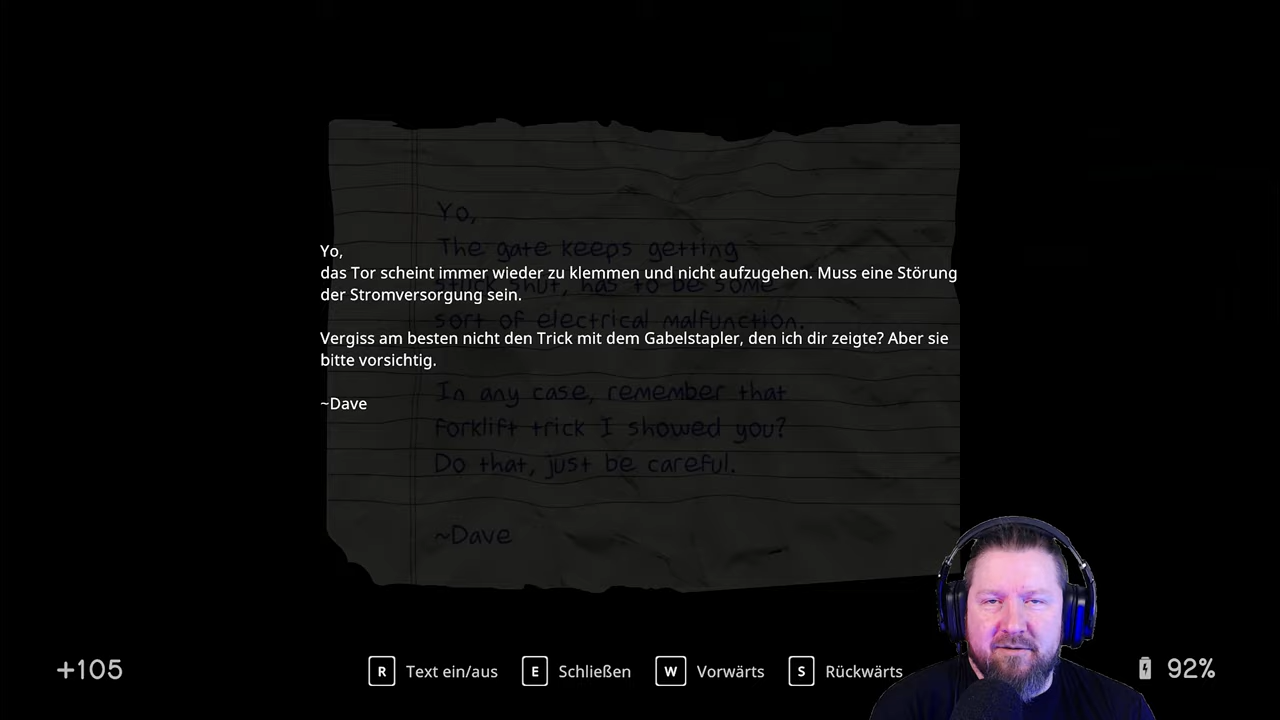 Yo,
The gate keeps getting
stuck shut, has to be some
sort of electrical malfunction.
In any case, remember that
forklift trick I showed you?
Do that, just be careful.
~Dave
Yo,
das Tor scheint immer wieder zu klemmen und nicht aufzugehen. Muss eine Störung
der Stromversorgung sein.
Vergiss am besten nicht den Trick mit dem Gabelstapler, den ich dir zeigte? Aber sie
bitte vorsichtig.
~Dave
+105
R Text ein/aus E Schließen W Vorwärts S Rückwärts
92%